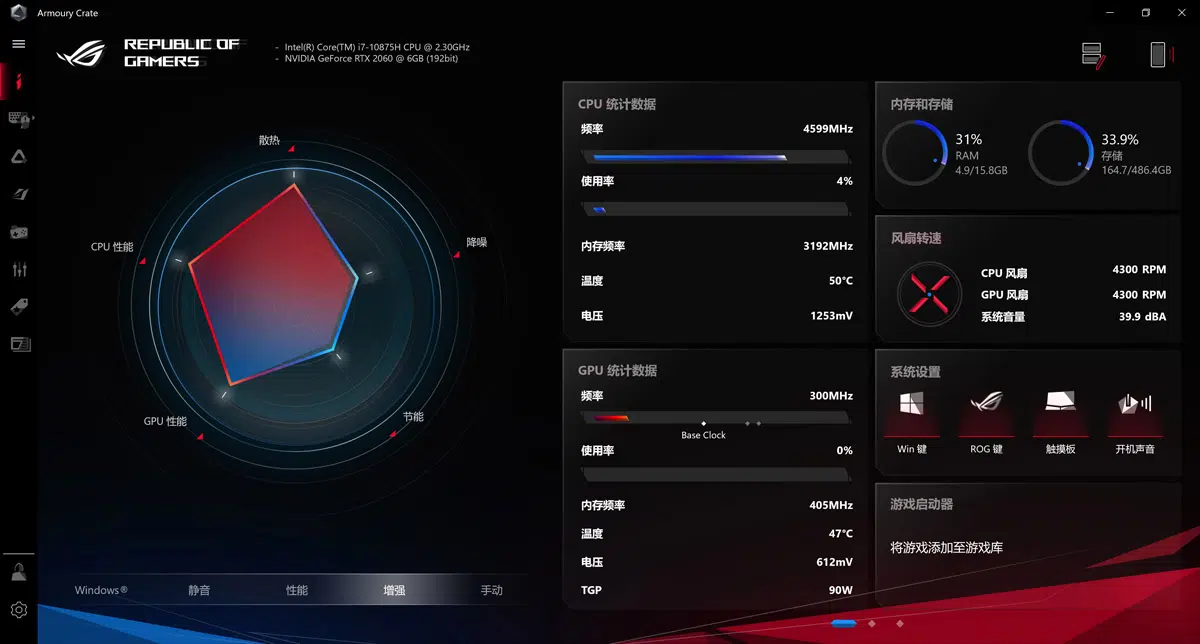 Armoury Crate
REPUBLIC OF
GAMERS
- Intel(R) Core(TM) i7-10875H CPU @ 2.30GHz
- NVIDIA GeForce RTX 2060 @ 6GB (192bit)
散热
降噪
CPU 性能
GPU 性能
节能
Windows®
静音
性能
增强
手动
CPU 统计数据
频率 4599MHz
使用率 4%
内存频率 3192MHz
温度 50°C
电压 1253mV
GPU 统计数据
频率 300MHz
Base Clock
使用率 0%
内存频率 405MHz
温度 47°C
电压 612mV
TGP 90W
内存和存储
31%
RAM
4.9/15.8GB
33.9%
存储
164.7/486.4GB
风扇转速
CPU 风扇 4300 RPM
GPU 风扇 4300 RPM
系统音量 39.9 dBA
系统设置
Win 键
ROG 键
触摸板
开机声音
游戏启动器
将游戏添加至游戏库